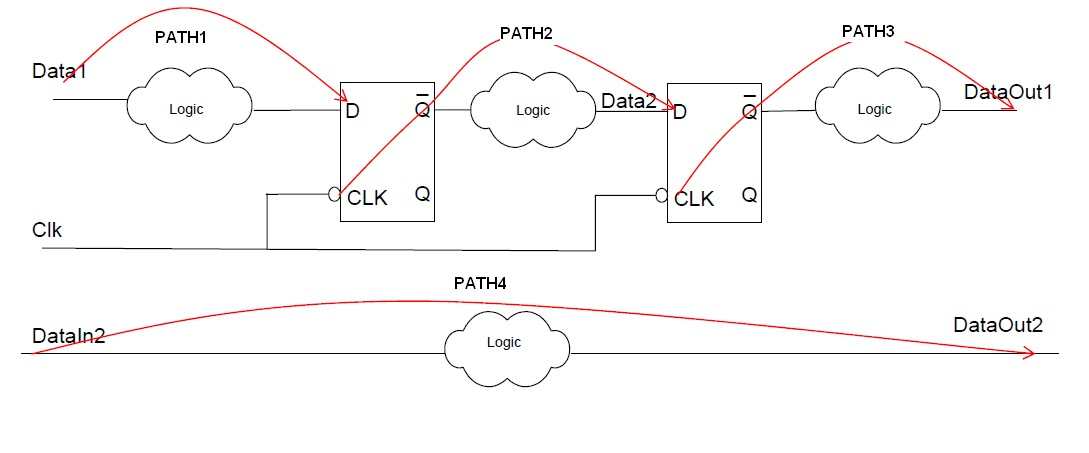 PATH1
PATH2
PATH3
Data1
Logic
Logic
Logic
Data2
DataOut1
D
Q̅
D
Q̅
CLK
Q
CLK
Q
Clk
PATH4
DataIn2
Logic
DataOut2